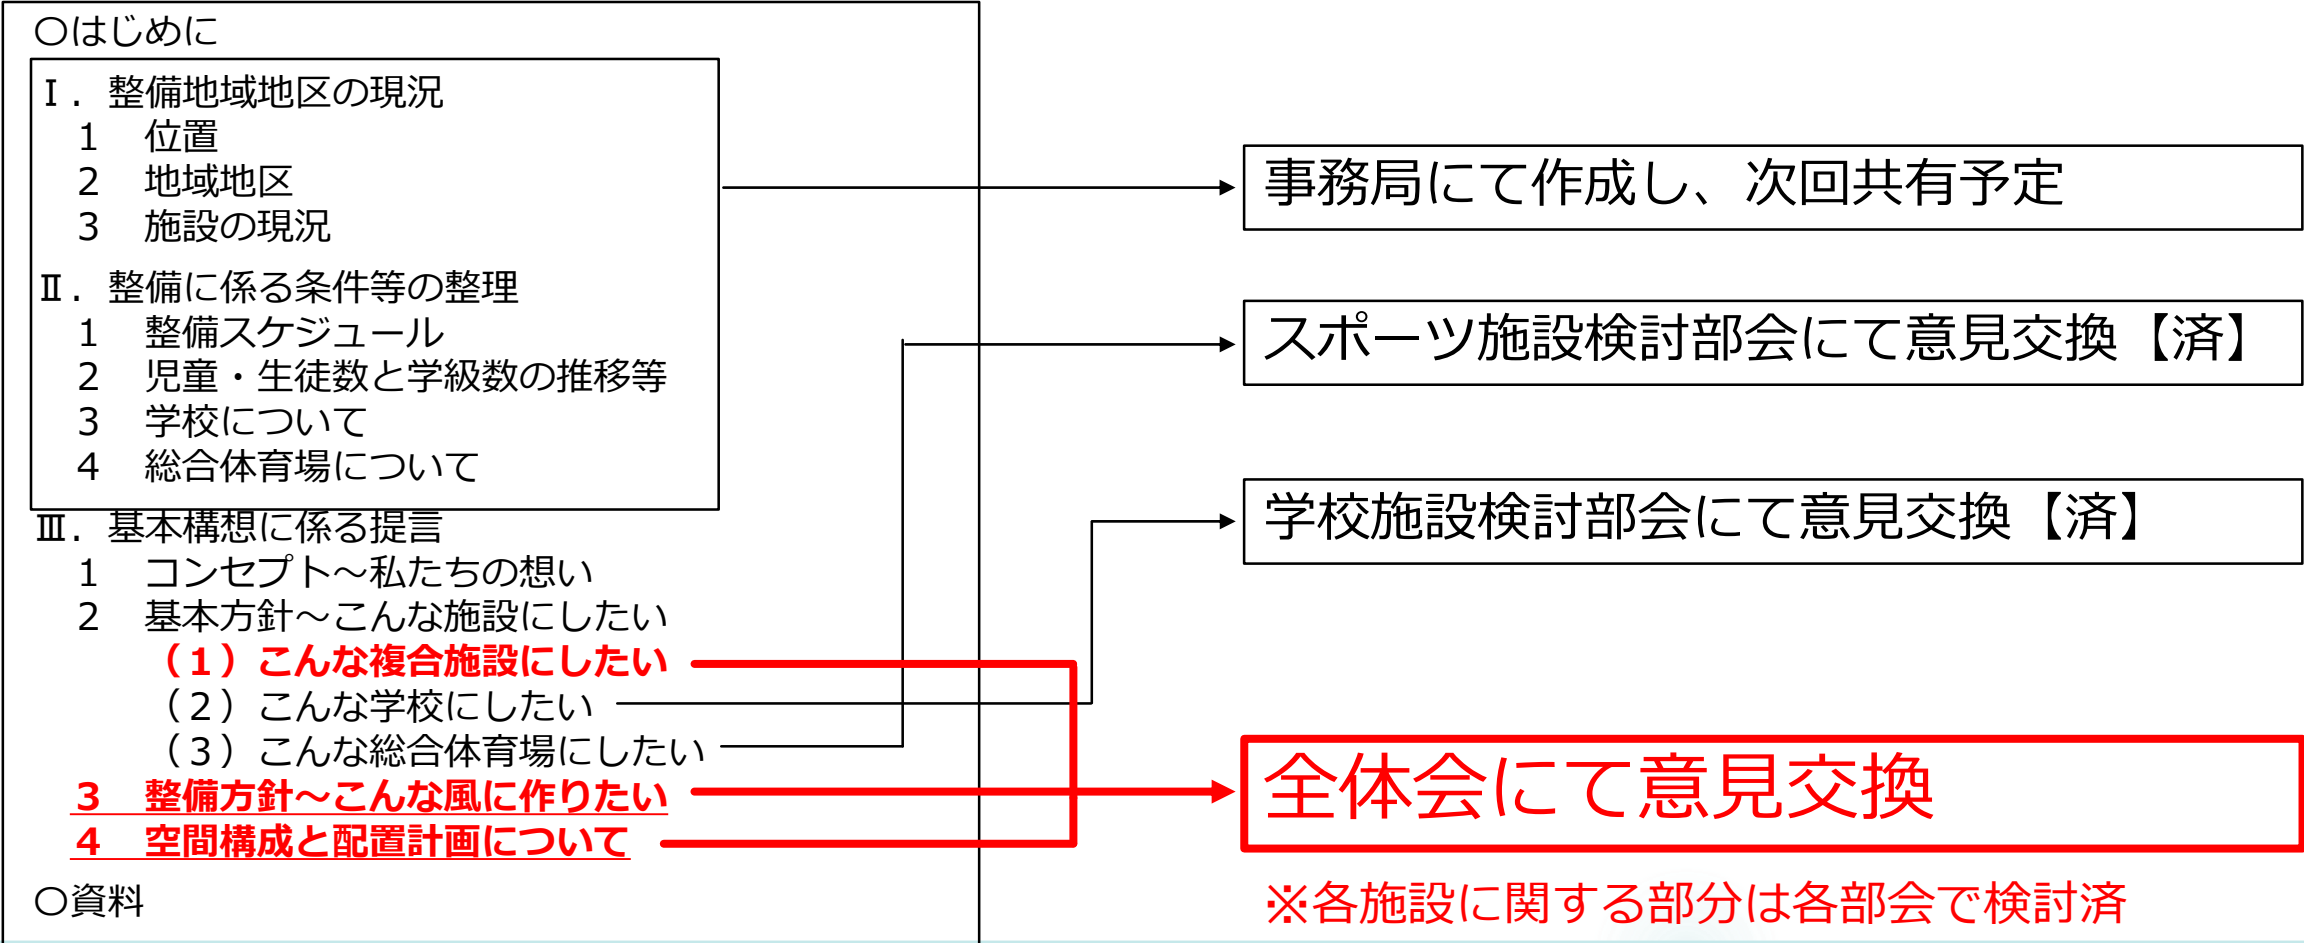 〇はじめに
Ⅰ．整備地域地区の現況
１　位置
２　地域地区
３　施設の現況
Ⅱ．整備に係る条件等の整理
１　整備スケジュール
２　児童・生徒数と学級数の推移等
３　学校について
４　総合体育場について
Ⅲ．基本構想に係る提言
１　コンセプト～私たちの想い
２　基本方針～こんな施設にしたい
（１）こんな複合施設にしたい
（２）こんな学校にしたい
（３）こんな総合体育場にしたい
３　整備方針～こんな風に作りたい
４　空間構成と配置計画について
〇資料
事務局にて作成し、次回共有予定
スポーツ施設検討部会にて意見交換【済】
学校施設検討部会にて意見交換【済】
全体会にて意見交換
※各施設に関する部分は各部会で検討済